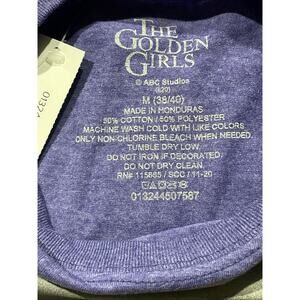 THE
GOLDEN
GIRLS
© ABC Studios
(S20)
M (38/40)
MADE IN HONDURAS
50% COTTON / 50% POLYESTER
MACHINE WASH COLD WITH LIKE COLORS
ONLY NON-CHLORINE BLEACH WHEN NEEDED
TUMBLE DRY LOW.
DO NOT IRON IF DECORATED.
DO NOT DRY CLEAN.
RN# 115665 / SCC / 11-20
013244507587